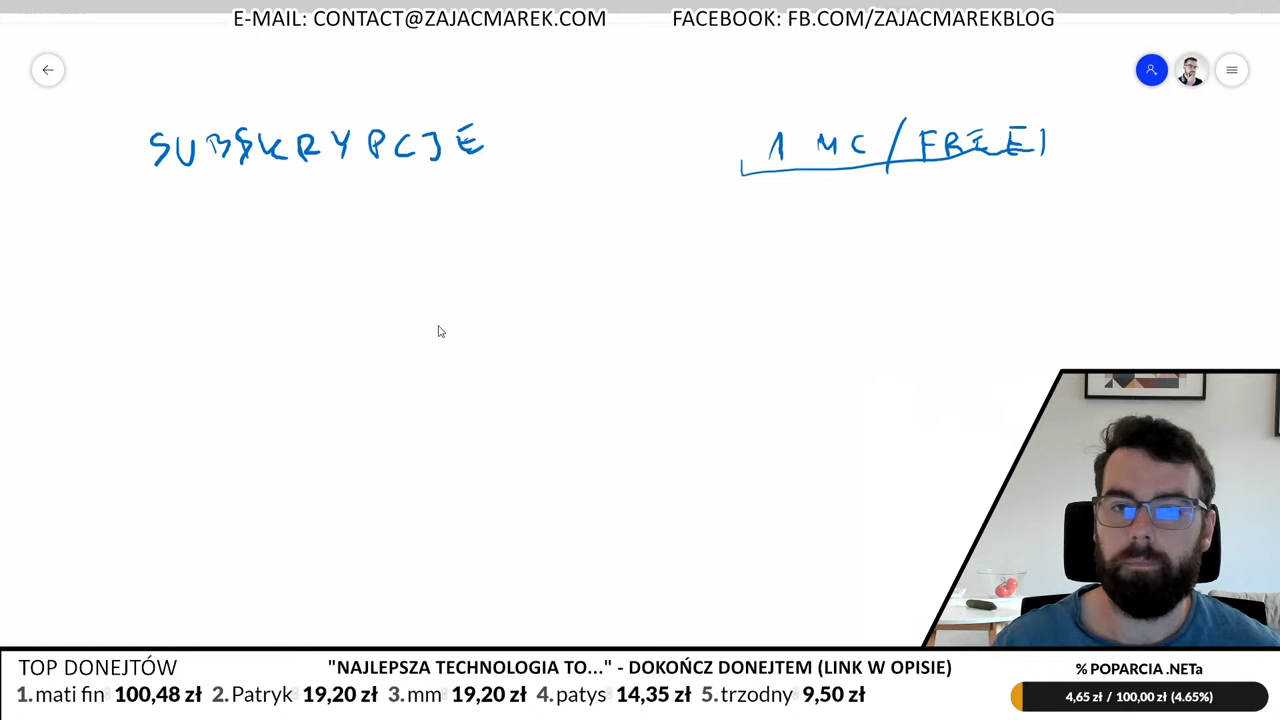 E-MAIL: CONTACT@ZAJACMAREK.COM FACEBOOK: FB.COM/ZAJACMAREKBLOG
SUBSKRYPCJE 1 MC/FREE
TOP DONEJTÓW "NAJLEPSZA TECHNOLOGIA TO..." - DOKOŃCZ DONEJTEM (LINK W OPISIE) % POPARCIA .NETa
1. mati fin 100,48 zł 2. Patryk 19,20 zł 3. mm 19,20 zł 4. patys 14,35 zł 5. trzodny 9,50 zł 4,65 zł / 100,00 zł (4.65%)